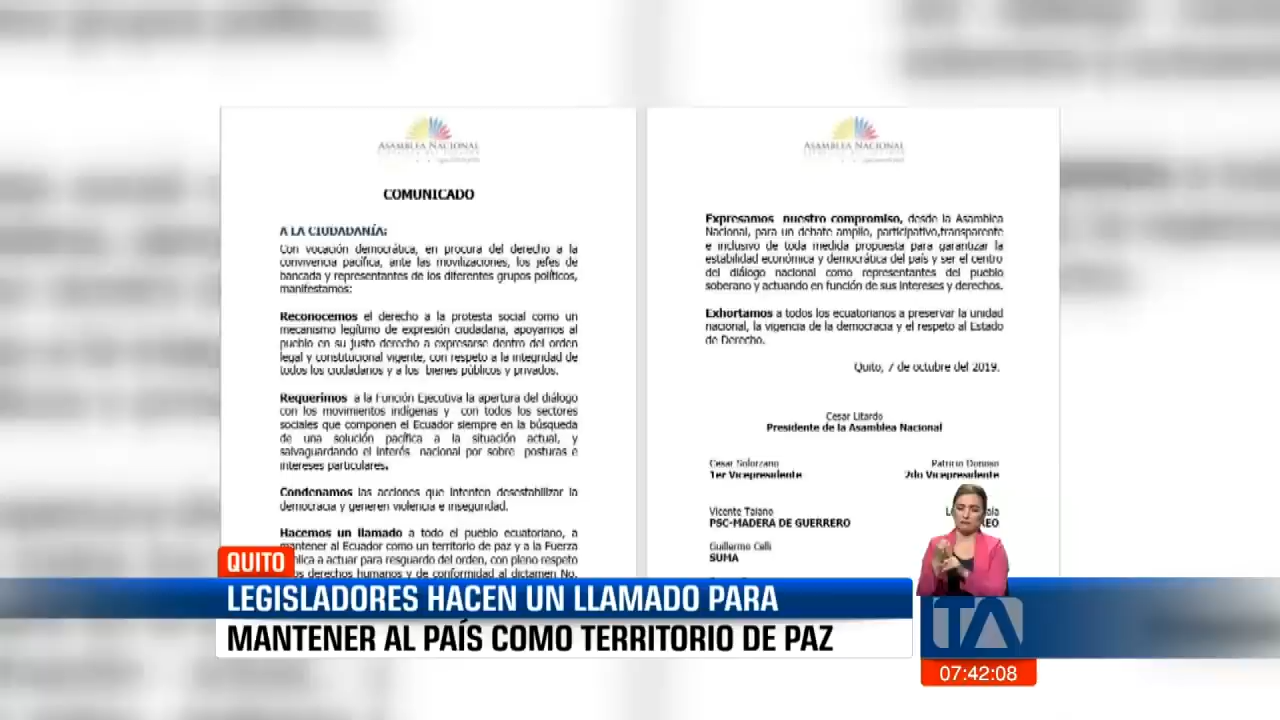 ASAMBLEA NACIONAL
COMUNICADO
A LA CIUDADANÍA:
Con vocación democrática, en procura del derecho a la
convivencia pacífica, ante las movilizaciones, los jefes de
bancada y representantes de los diferentes grupos políticos,
manifestamos:
Reconocemos el derecho a la protesta social como un
mecanismo legítimo de expresión ciudadana, apoyamos al
pueblo en su justo derecho a expresarse dentro del orden
legal y constitucional vigente, con respeto a la integridad de
todos los ciudadanos y a los bienes públicos y privados.
Requerimos a la Función Ejecutiva la apertura del diálogo
con los movimientos indígenas y con todos los sectores
sociales que componen el Ecuador siempre en la búsqueda
de una solución pacífica a la situación actual, y
salvaguardando el interés nacional por sobre posturas e
intereses particulares.
Condenamos las acciones que intenten desestabilizar la
democracia y generen violencia e inseguridad.
Hacemos un llamado a todo el pueblo ecuatoriano, a
mantener al Ecuador como un territorio de paz y a la Fuerza
a actuar para resguardo del orden, con pleno respeto
derechos humanos y de conformidad al dictamen No.
ASAMBLEA NACIONAL
Expresamos nuestro compromiso, desde la Asamblea
Nacional, para un debate amplio, participativo,transparente
e inclusivo de toda medida propuesta para garantizar la
estabilidad económica y democrática del país y ser el centro
del diálogo nacional como representantes del pueblo
soberano y actuando en función de sus intereses y derechos.
Exhortamos a todos los ecuatorianos a preservar la unidad
nacional, la vigencia de la democracia y el respeto al Estado
de Derecho.
Quito, 7 de octubre del 2019.
Cesar Litardo
Presidente de la Asamblea Nacional
Cesar Solorzano
1er Vicepresidente
Patricio Donoso
2do Vicepresidente
Vicente Taiano
PSC-MADERA DE GUERRERO
Guillermo Celli
SUMA
QUITO
LEGISLADORES HACEN UN LLAMADO PARA
MANTENER AL PAÍS COMO TERRITORIO DE PAZ
TA
07:42:08